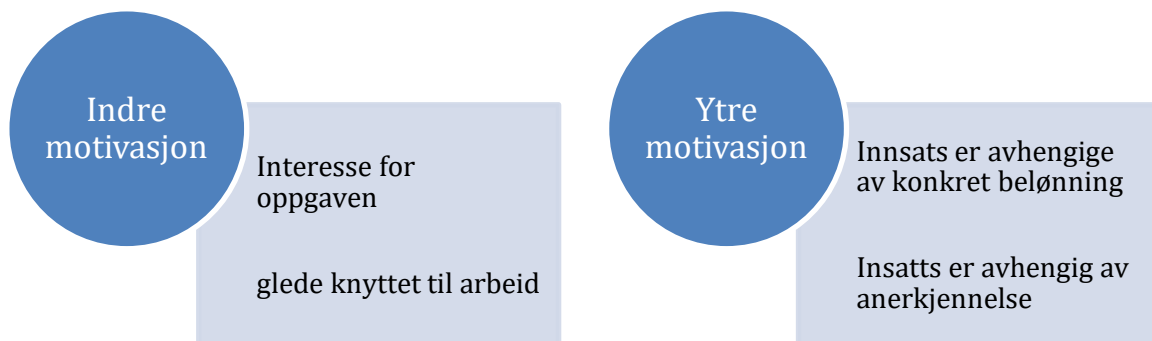 Indre
motivasjon
Interesse for
oppgaven
glede knyttet til arbeid
Ytre
motivasjon
Innsats er avhengige
av konkret belønning
Insatts er avhengig av
anerkjennelse